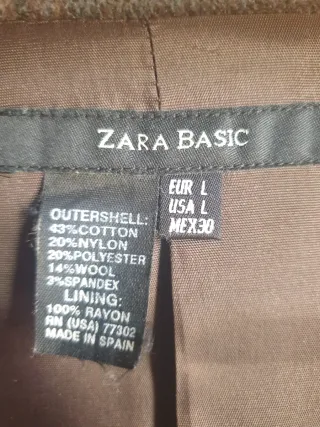 ZARA BASIC
EUR L
USA L
MEX30
OUTERSHELL:
43%COTTON
20%NYLON
20%POLYESTER
14%WOOL
3%SPANDEX
LINING:
100% RAYON
RN (USA) 77302
MADE IN SPAIN